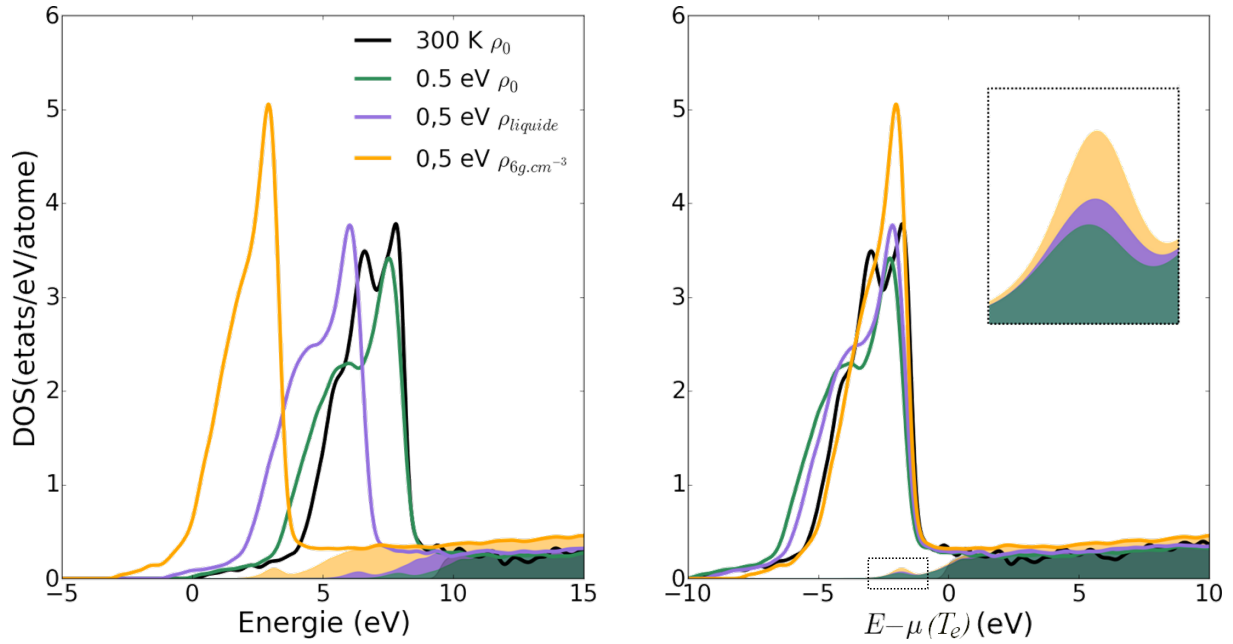 DOS(etats/eV/atome)
6
5
4
3
2
1
0
−5 0 5 10 15
Energie (eV)
300 K ρ₀
0.5 eV ρ₀
0,5 eV ρliquide
0,5 eV ρ6g.cm⁻³
6
5
4
3
2
1
0
−10 −5 0 5 10
E−μ(Te) (eV)